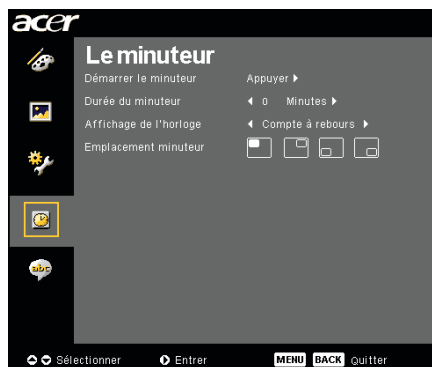 acer
Le minuteur
Démarrer le minuteur Appuyer
Durée du minuteur 0 Minutes
Affichage de l'horloge Compte à rebours
Emplacement minuteur
abc
Sélectionner Entrer MENU BACK Quitter